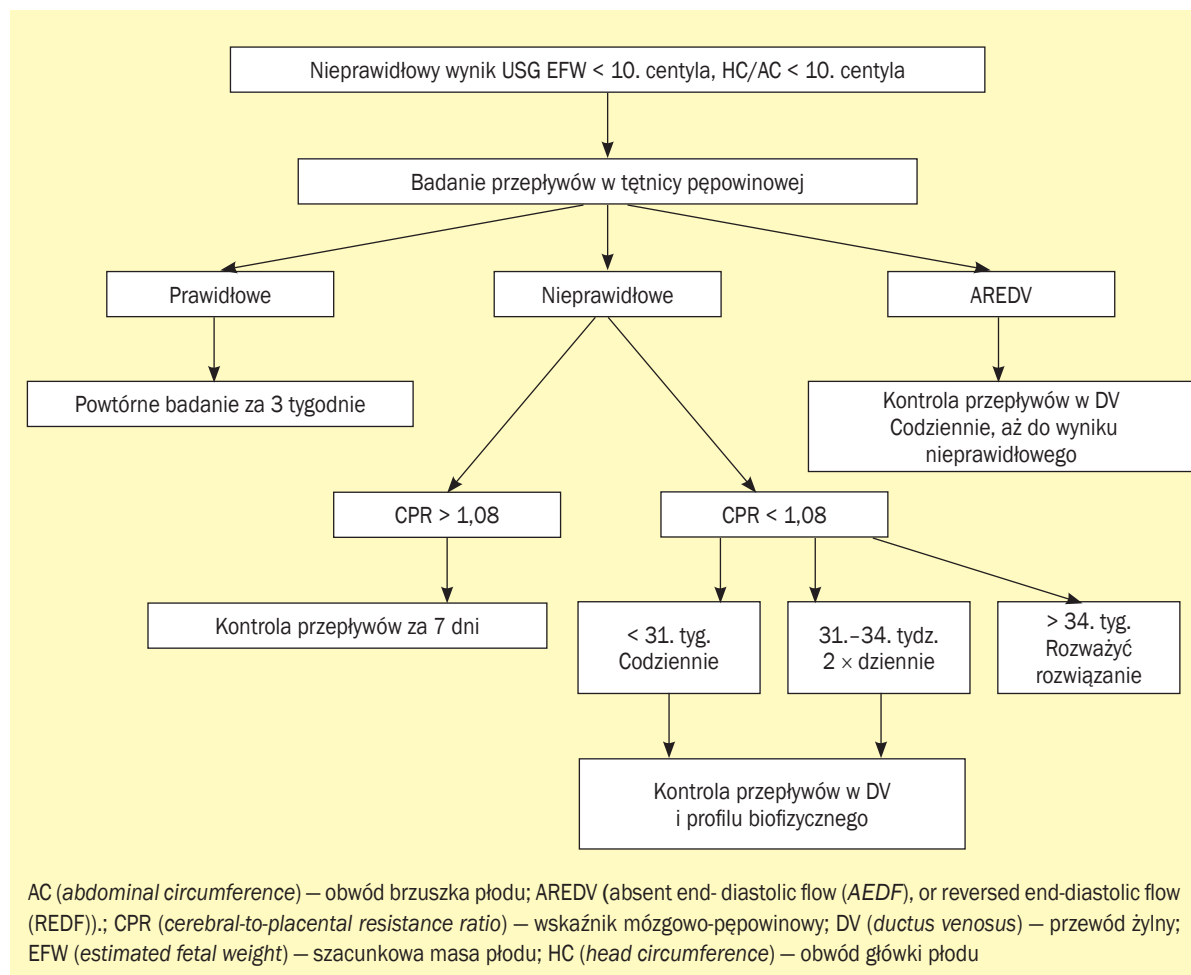 Nieprawidłowy wynik USG EFW < 10. centyla, HC/AC < 10. centyla
Badanie przepływów w tętnicy pępowinowej
Prawidłowe
Nieprawidłowe
AREDV
Powtórne badanie za 3 tygodnie
Kontrola przepływów w DV
Codziennie, aż do wyniku
nieprawidłowego
CPR > 1,08
CPR < 1,08
Kontrola przepływów za 7 dni
< 31. tyg.
Codziennie
31.–34. tydz.
2 × dziennie
> 34. tyg.
Rozważyć
rozwiązanie
Kontrola przepływów w DV
i profilu biofizycznego
AC (abdominal circumference) — obwód brzuszka płodu; AREDV (absent end- diastolic flow (AEDF), or reversed end-diastolic flow
(REDF)).; CPR (cerebral-to-placental resistance ratio) — wskaźnik mózgowo-pępowinowy; DV (ductus venosus) — przewód żylny;
EFW (estimated fetal weight) — szacunkowa masa płodu; HC (head circumference) — obwód główki płodu